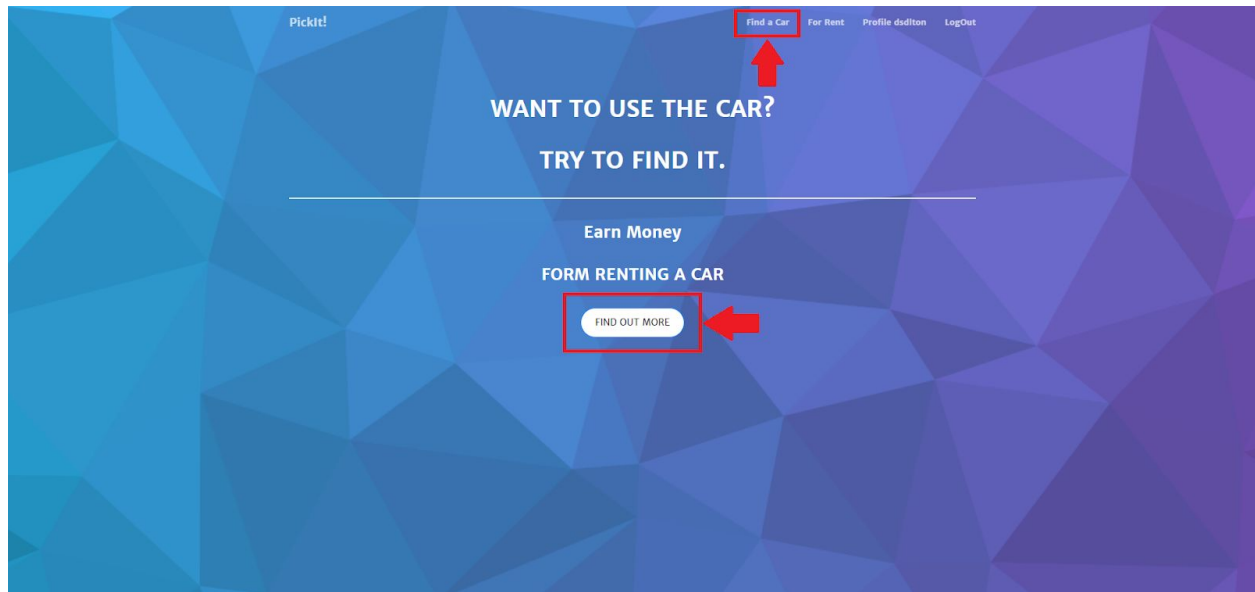 PickIt!
Find a Car For Rent Profile dsdlton LogOut
WANT TO USE THE CAR?
TRY TO FIND IT.
Earn Money
FORM RENTING A CAR
FIND OUT MORE